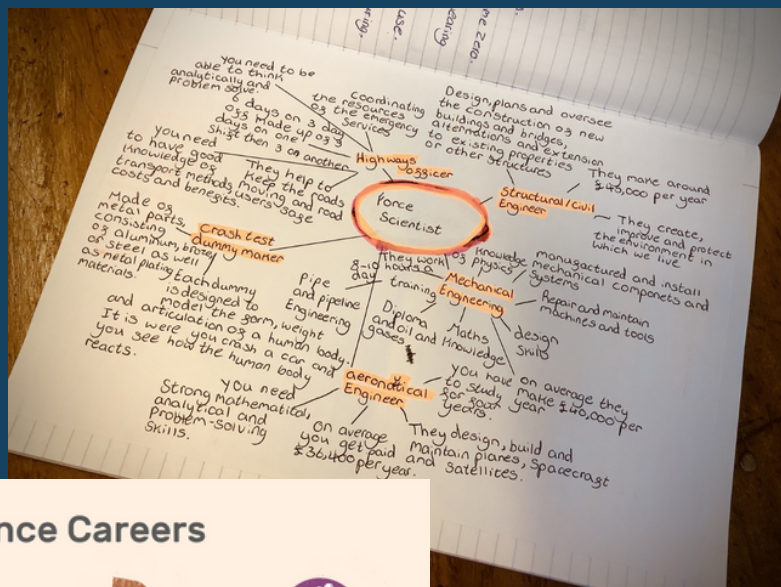 me zero.
you need to be
able to think
analytically and
problem solve.
6 days on 3 day
off Made up of 3
days on one
shift then 3 on another
coordinating
the resources
of the emergency
services
Highways
officer
you need
to have good
knowledge of
transport methods,
costs and benefits.
They help to
keep the roads
moving and road
users safe
Design, plans and oversee
the construction of new
buildings and bridges,
alternations and extension
to existing properties
or other structures
Structural/civil
Engineer
They make around
£45,000 per year
They create,
improve and protect
the environment in
which we live
Force
Scientist
Crash test
dummy maker
Made of
metal parts,
consisting
of aluminum, bronze
or steel as well
as metal plating
materials.
Each dummy
is designed to
model the form, weight
and articulation of a human body.
It is were you crash a car and
you see how the human body
reacts.
They work
8-10 hours a
day
training
Pipe
and pipeline
Engineering
Diploma
and oil and
gases
Mechanical
Engineering
Knowledge
of physics
manufactured and install
mechanical componets and
systems
Repair and maintain
machines and tools
design
skills
Maths
Knowledge
on average they
make £40,000 per
year
aeronautical
Engineer
you have
to study
for four
years.
you need
Strong mathematical,
analytical and
problem-solving
skills.
on average
you get paid
£36,400 per year.
They design, build and
maintain planes, spacecraft
and satellites.
nce Careers